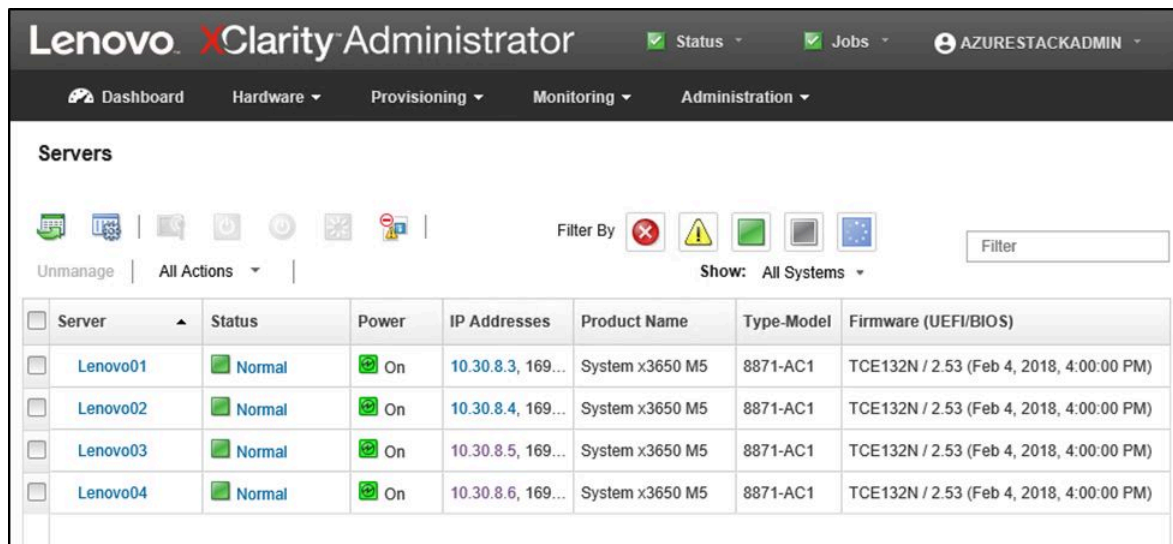 Lenovo XClarity Administrator Status Jobs AZURESTACKADMIN
Dashboard Hardware Provisioning Monitoring Administration
Servers
Filter By Filter
Unmanage All Actions Show: All Systems
Server Status Power IP Addresses Product Name Type-Model Firmware (UEFI/BIOS)
Lenovo01 Normal On 10.30.8.3, 169... System x3650 M5 8871-AC1 TCE132N / 2.53 (Feb 4, 2018, 4:00:00 PM)
Lenovo02 Normal On 10.30.8.4, 169... System x3650 M5 8871-AC1 TCE132N / 2.53 (Feb 4, 2018, 4:00:00 PM)
Lenovo03 Normal On 10.30.8.5, 169... System x3650 M5 8871-AC1 TCE132N / 2.53 (Feb 4, 2018, 4:00:00 PM)
Lenovo04 Normal On 10.30.8.6, 169... System x3650 M5 8871-AC1 TCE132N / 2.53 (Feb 4, 2018, 4:00:00 PM)